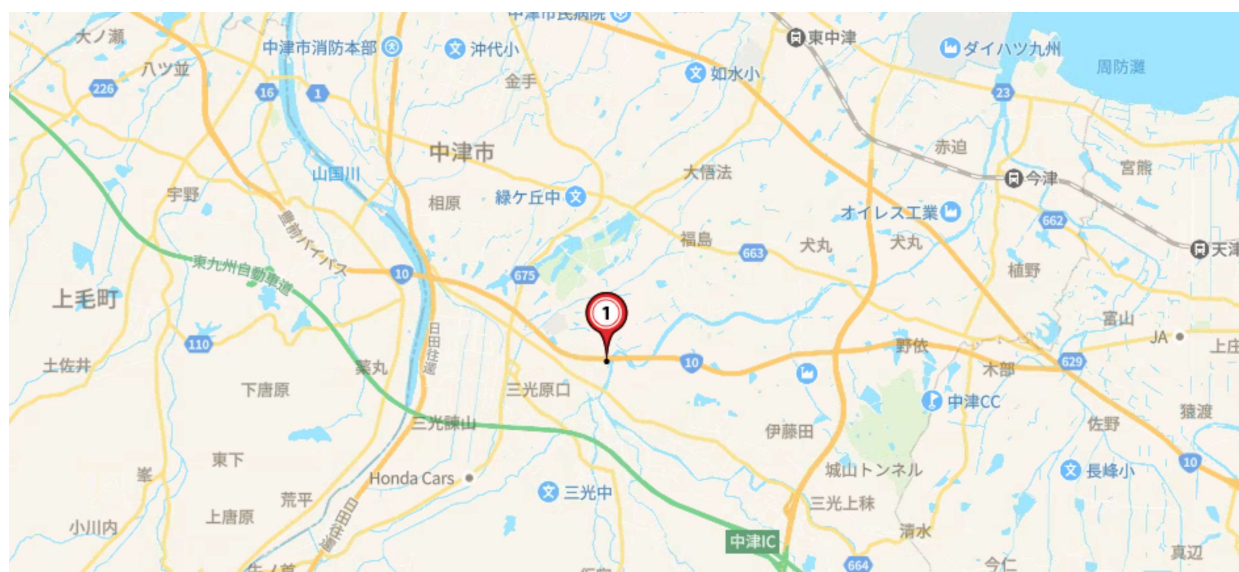 中津市民病院
大ノ瀬
中津市消防本部
沖代小
東中津
ダイハツ九州
周防灘
八ツ並
金手
如水小
226
16
1
23
中津市
赤迫
宮熊
山国川
大悟法
今津
宇野
相原
緑ケ丘中
オイレス工業
662
豊前バイパス
福島
663
犬丸
犬丸
天津
東九州自動車道
10
675
植野
上毛町
1
富山
110
日田往還
JA
上庄
土佐井
薬丸
10
野依
木部
629
下唐原
三光原口
中津CC
猿渡
三光諫山
伊藤田
佐野
東下
峯
Honda Cars
城山トンネル
長峰小
10
荒平
三光中
三光上秣
小川内
上唐原
日田往還
清水
中津IC
真辺
664
今仁